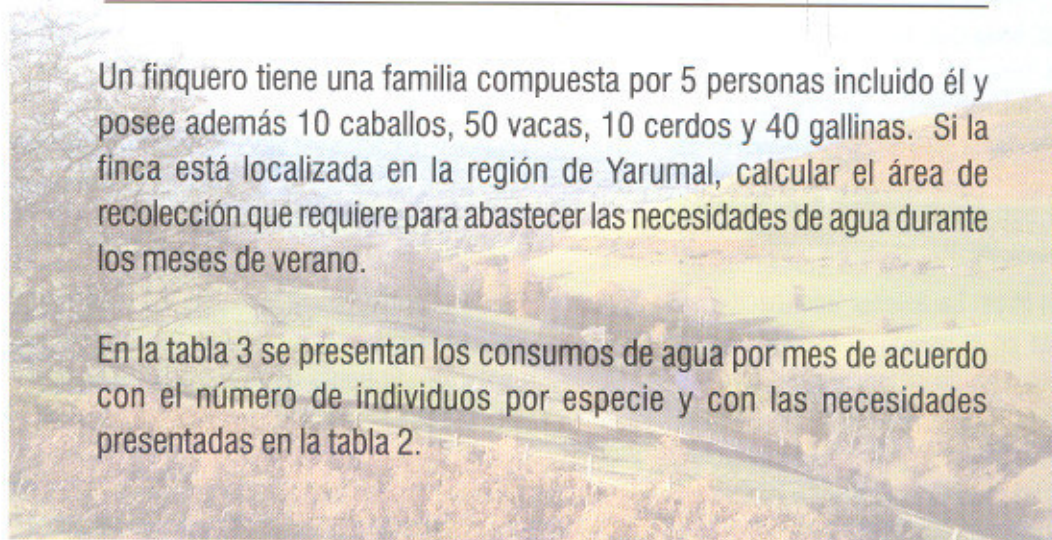 Un finquero tiene una familia compuesta por 5 personas incluido él y
posee además 10 caballos, 50 vacas, 10 cerdos y 40 gallinas. Si la
finca está localizada en la región de Yarumal, calcular el área de
recolección que requiere para abastecer las necesidades de agua durante
los meses de verano.
En la tabla 3 se presentan los consumos de agua por mes de acuerdo
con el número de individuos por especie y con las necesidades
presentadas en la tabla 2.